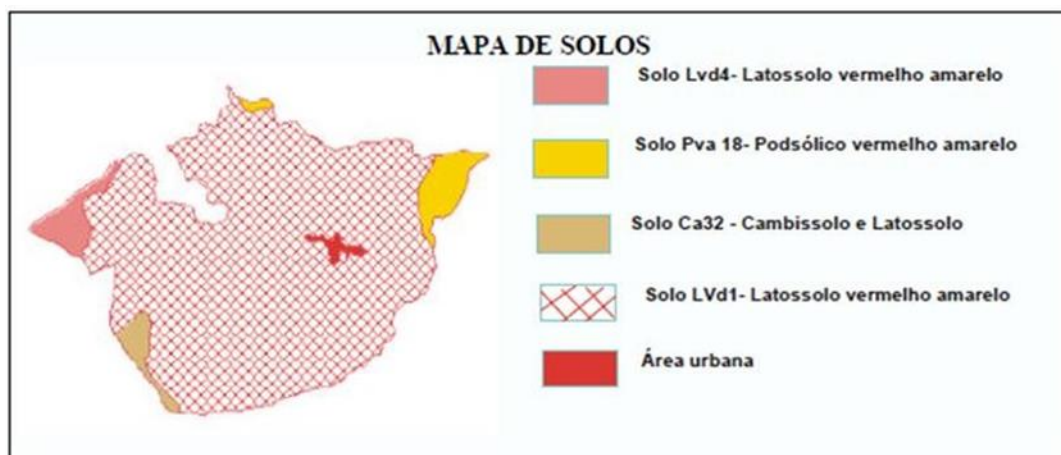 MAPA DE SOLOS
Solo Lvd4- Latossolo vermelho amarelo
Solo Pva 18- Podsólico vermelho amarelo
Solo Ca32 - Cambissolo e Latossolo
Solo LVd1- Latossolo vermelho amarelo
Área urbana